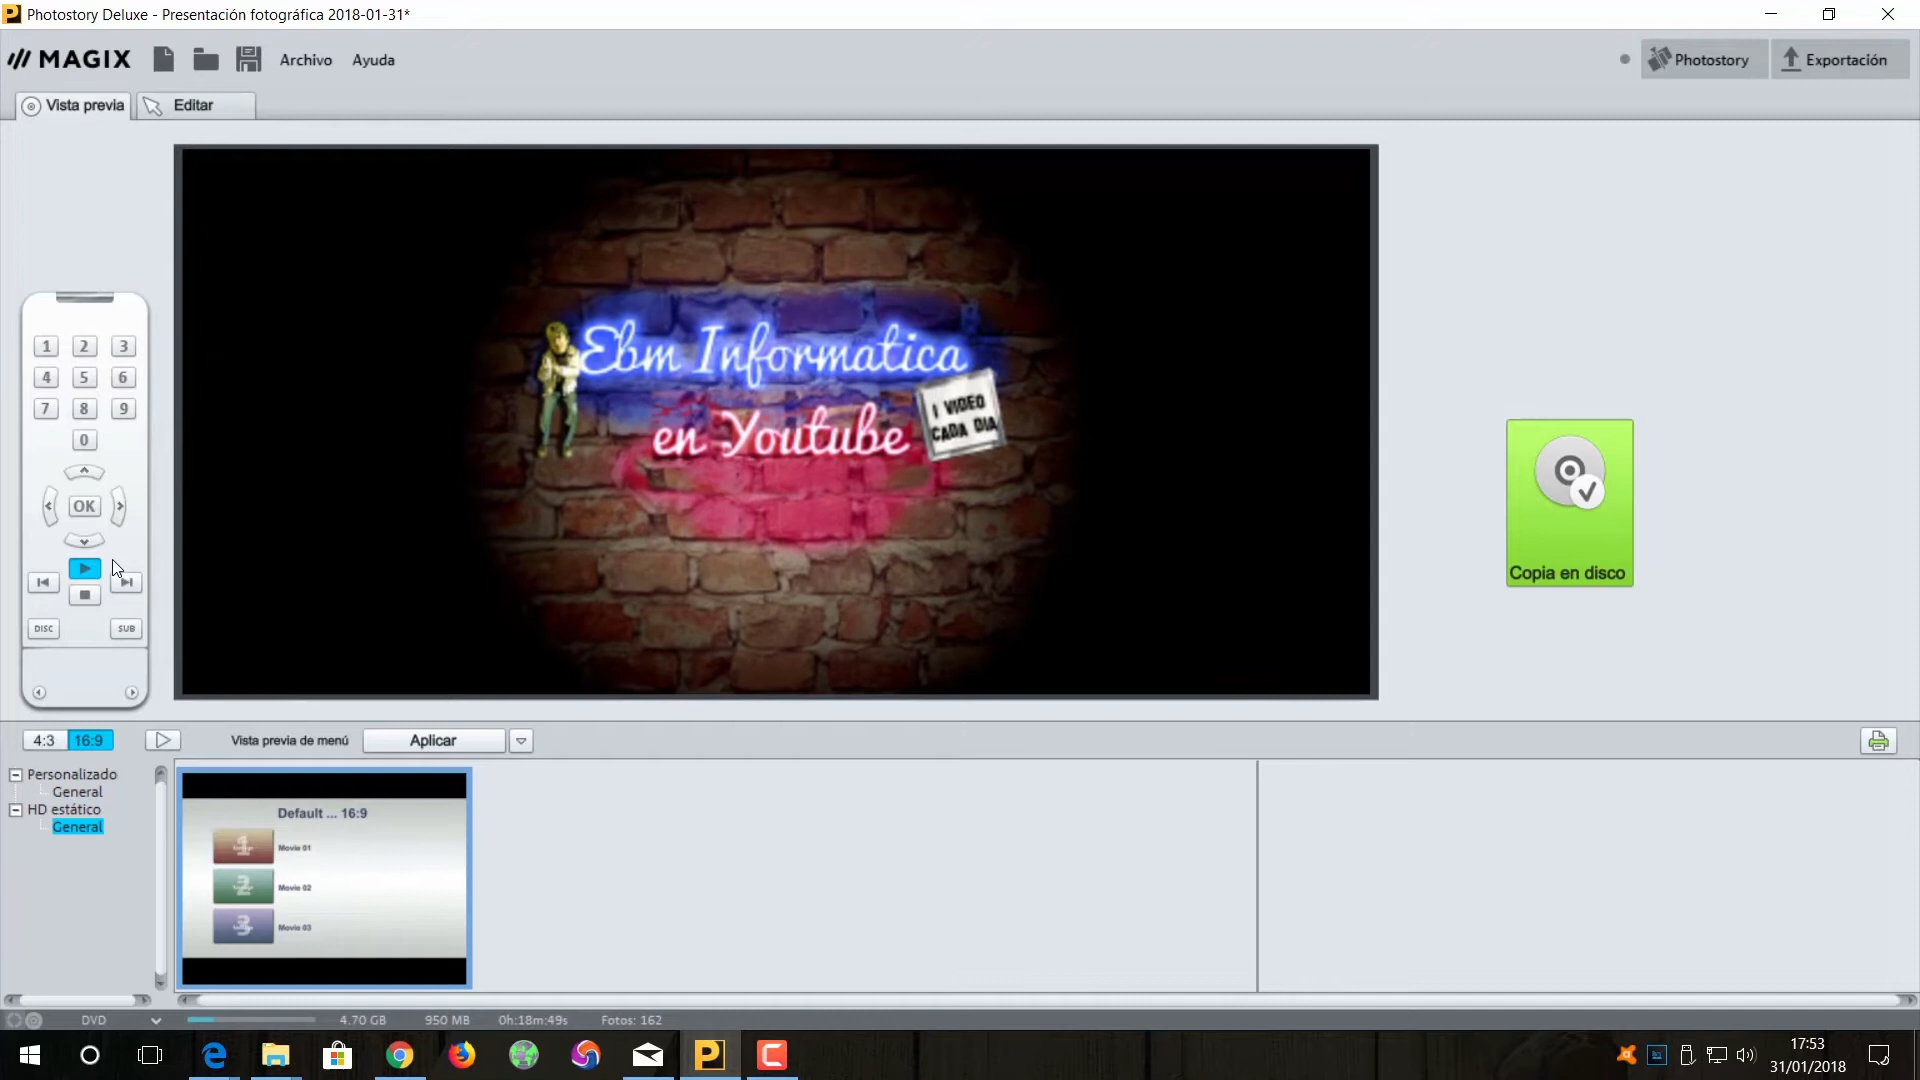 Photostory Deluxe - Presentación fotográfica 2018-01-31*
MAGIX
Archivo
Ayuda
Photostory
Exportación
Vista previa
Editar
Ebm Informatica
en Youtube
1 VIDEO
CADA DIA
1 2 3
4 5 6
7 8 9
0
OK
DISC
SUB
Copia en disco
4:3
16:9
Vista previa de menú
Aplicar
Personalizado
General
HD estático
General
Default ... 16:9
1
Movie 01
2
Movie 02
3
Movie 03
DVD
4.70 GB
950 MB
0h:18m:49s
Fotos: 162
17:53
31/01/2018